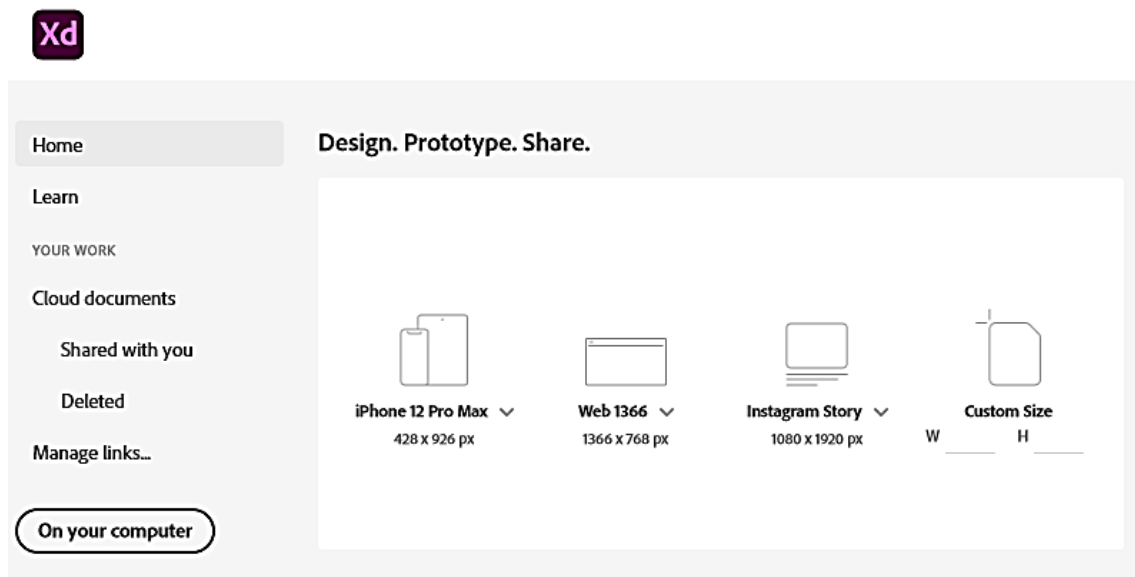 Xd
Home
Learn
YOUR WORK
Cloud documents
Shared with you
Deleted
Manage links...
On your computer
Design. Prototype. Share.
iPhone 12 Pro Max
428 x 926 px
Web 1366
1366 x 768 px
Instagram Story
1080 x 1920 px
Custom Size
W H